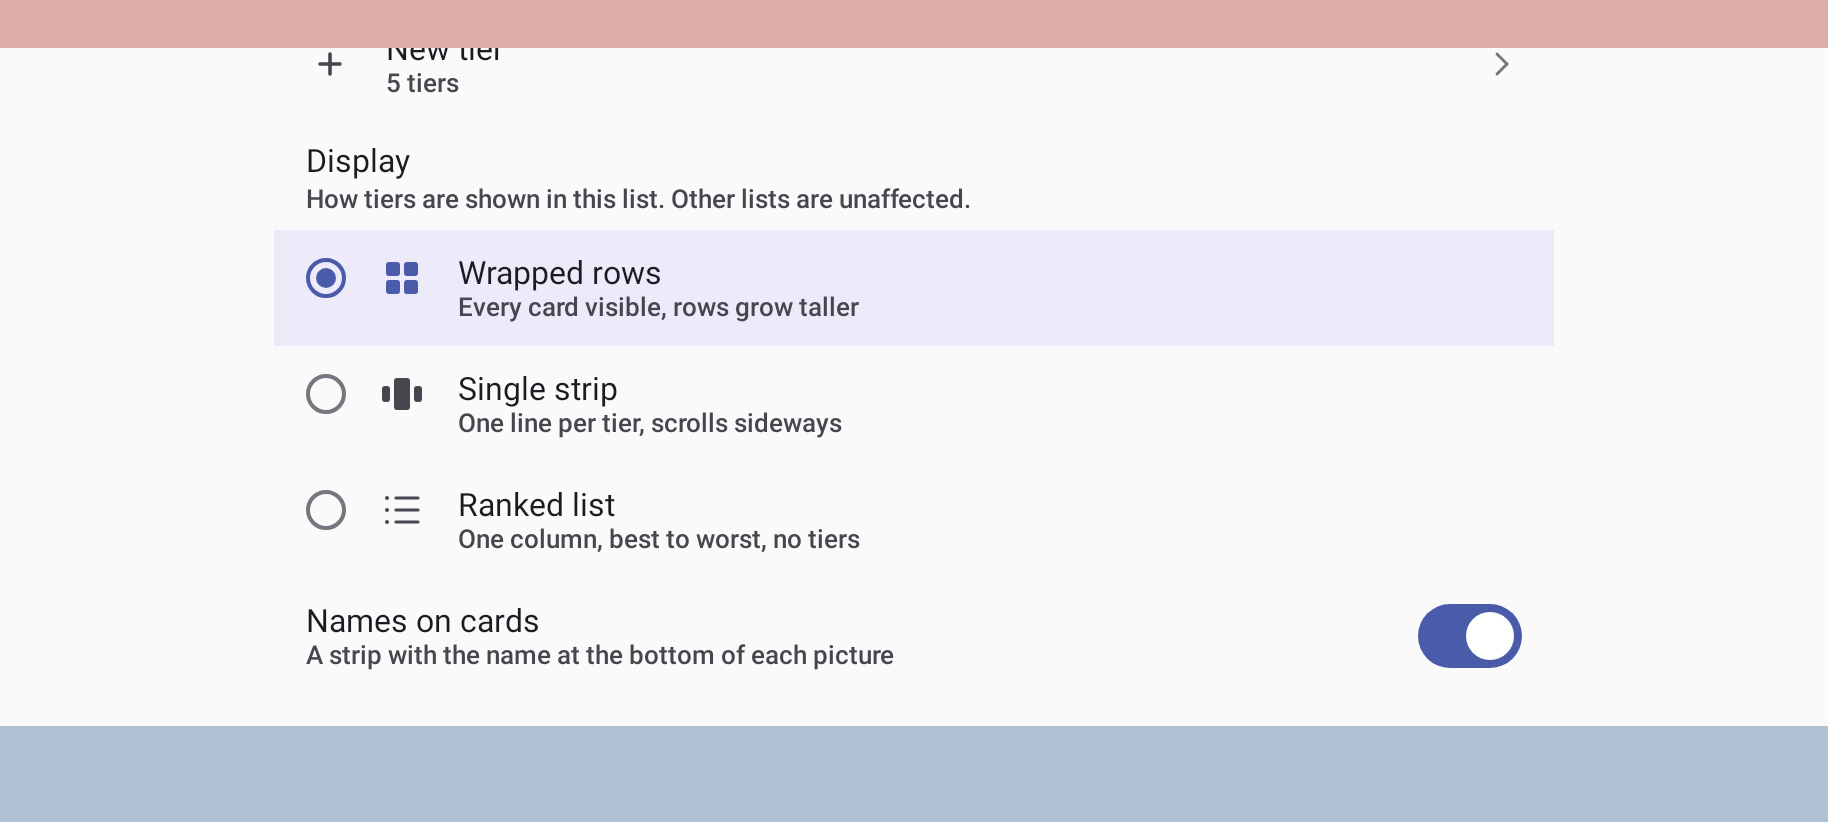 New tier
5 tiers
Display
How tiers are shown in this list. Other lists are unaffected.
Wrapped rows
Every card visible, rows grow taller
Single strip
One line per tier, scrolls sideways
Ranked list
One column, best to worst, no tiers
Names on cards
A strip with the name at the bottom of each picture